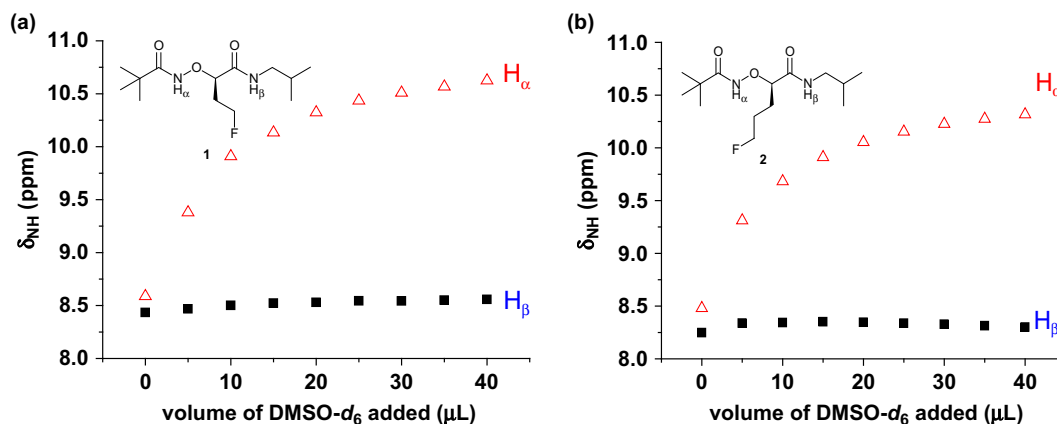 (a)
11.0
10.5
10.0
9.5
9.0
8.5
8.0
δNH (ppm)
0 10 20 30 40
volume of DMSO-d6 added (μL)
O O
O
N N
Hα Hβ
F
1
Hα
Hβ
(b)
11.0
10.5
10.0
9.5
9.0
8.5
8.0
δNH (ppm)
0 10 20 30 40
volume of DMSO-d6 added (μL)
O O
O
N N
Hα Hβ
F
2
Hα
Hβ